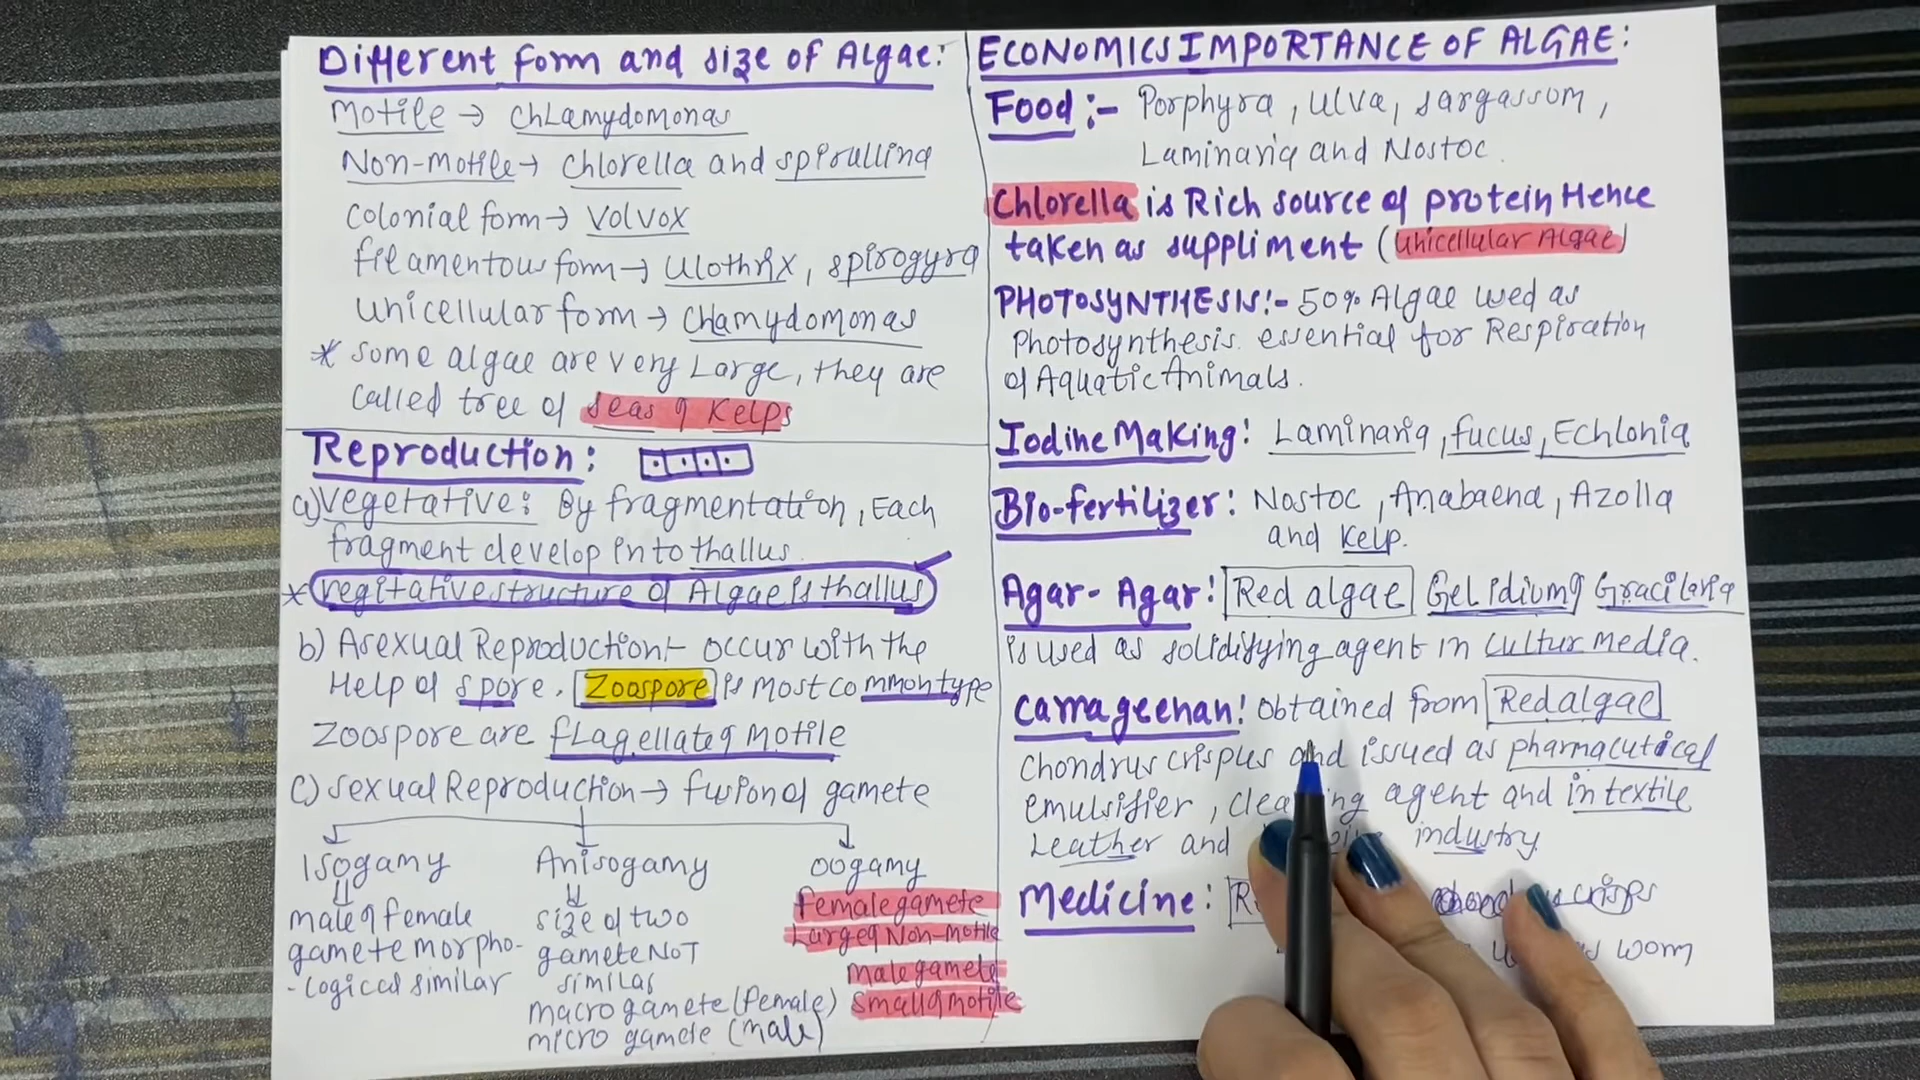 Different form and size of Algae:
Motile → Chlamydomonas
Non-motile → Chlorella and spirullina
Colonial form → Volvox
filamentous form → Ulothrix, spirogyra
Unicellular form → Chamydomonas
* Some algae are very Large, they are
called tree of Seas & Kelps
Reproduction:
a) Vegetative: By fragmentation, Each
fragment develop into thallus.
* Vegitative structure of Algae is thallus
b) Asexual Reproduction:- occur with the
Help of spore. Zoospore is most common type
Zoospore are flagellate & motile
c) Sexual Reproduction → fusion of gamete
Isogamy
male & female
gamete morpho-
-logical similar
Anisogamy
size of two
gamete NoT
similar
macro gamete (female)
micro gamete (male)
oogamy
Female gamete
Large & Non-motile
Male gamete
Small & motile
ECONOMICS IMPORTANCE OF ALGAE:
Food:- Porphyra, Ulva, sargassum,
Laminaria and Nostoc.
Chlorella is Rich source of protein Hence
taken as suppliment (unicellular Algae)
PHOTOSYNTHESIS:- 50% Algae used as
Photosynthesis. essential for Respiration
of Aquatic Animals.
Iodine Making: Laminaria, fucus, Echlonia
Bio-fertilizer: Nostoc, Anabaena, Azolla
and Kelp.
Agar-Agar: Red algae Gelidium & Gracilaria
is used as solidifying agent in cultur media.
Carrageenan! obtained from Red algae
chondrus crispus and issued as pharmacutical
emulsifier, agent and in textile
Leather and industry.
Medicine:
worm